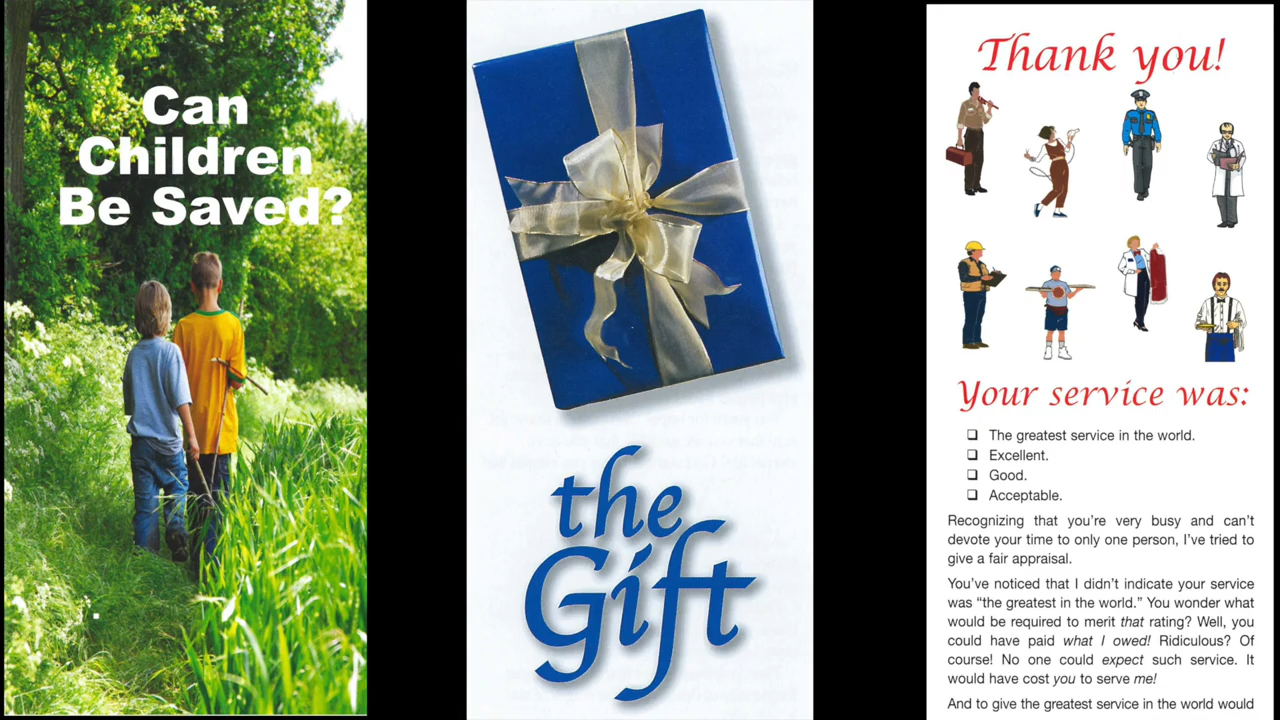 Can
Children
Be Saved?
the
Gift
Thank you!
Your service was:
❑ The greatest service in the world.
❑ Excellent.
❑ Good.
❑ Acceptable.
Recognizing that you're very busy and can't
devote your time to only one person, I've tried to
give a fair appraisal.
You've noticed that I didn't indicate your service
was “the greatest in the world.” You wonder what
would be required to merit that rating? Well, you
could have paid what I owed! Ridiculous? Of
course! No one could expect such service. It
would have cost you to serve me!
And to give the greatest service in the world would